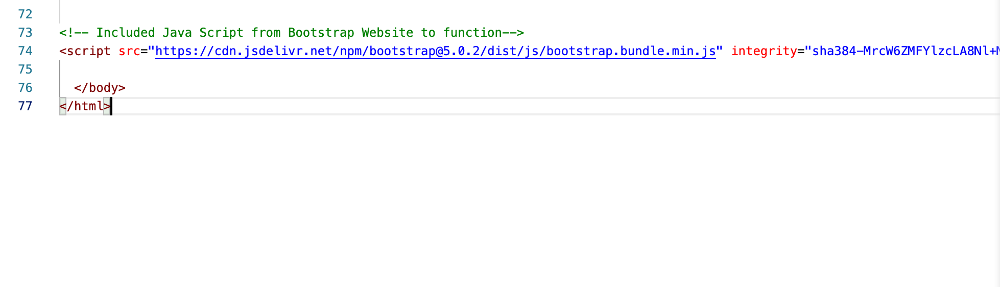 72
73 <!-- Included Java Script from Bootstrap Website to function-->
74 <script src="https://cdn.jsdelivr.net/npm/bootstrap@5.0.2/dist/js/bootstrap.bundle.min.js" integrity="sha384-MrcW6ZMFYlzcLA8Nl+N
75
76 </body>
77 </html>